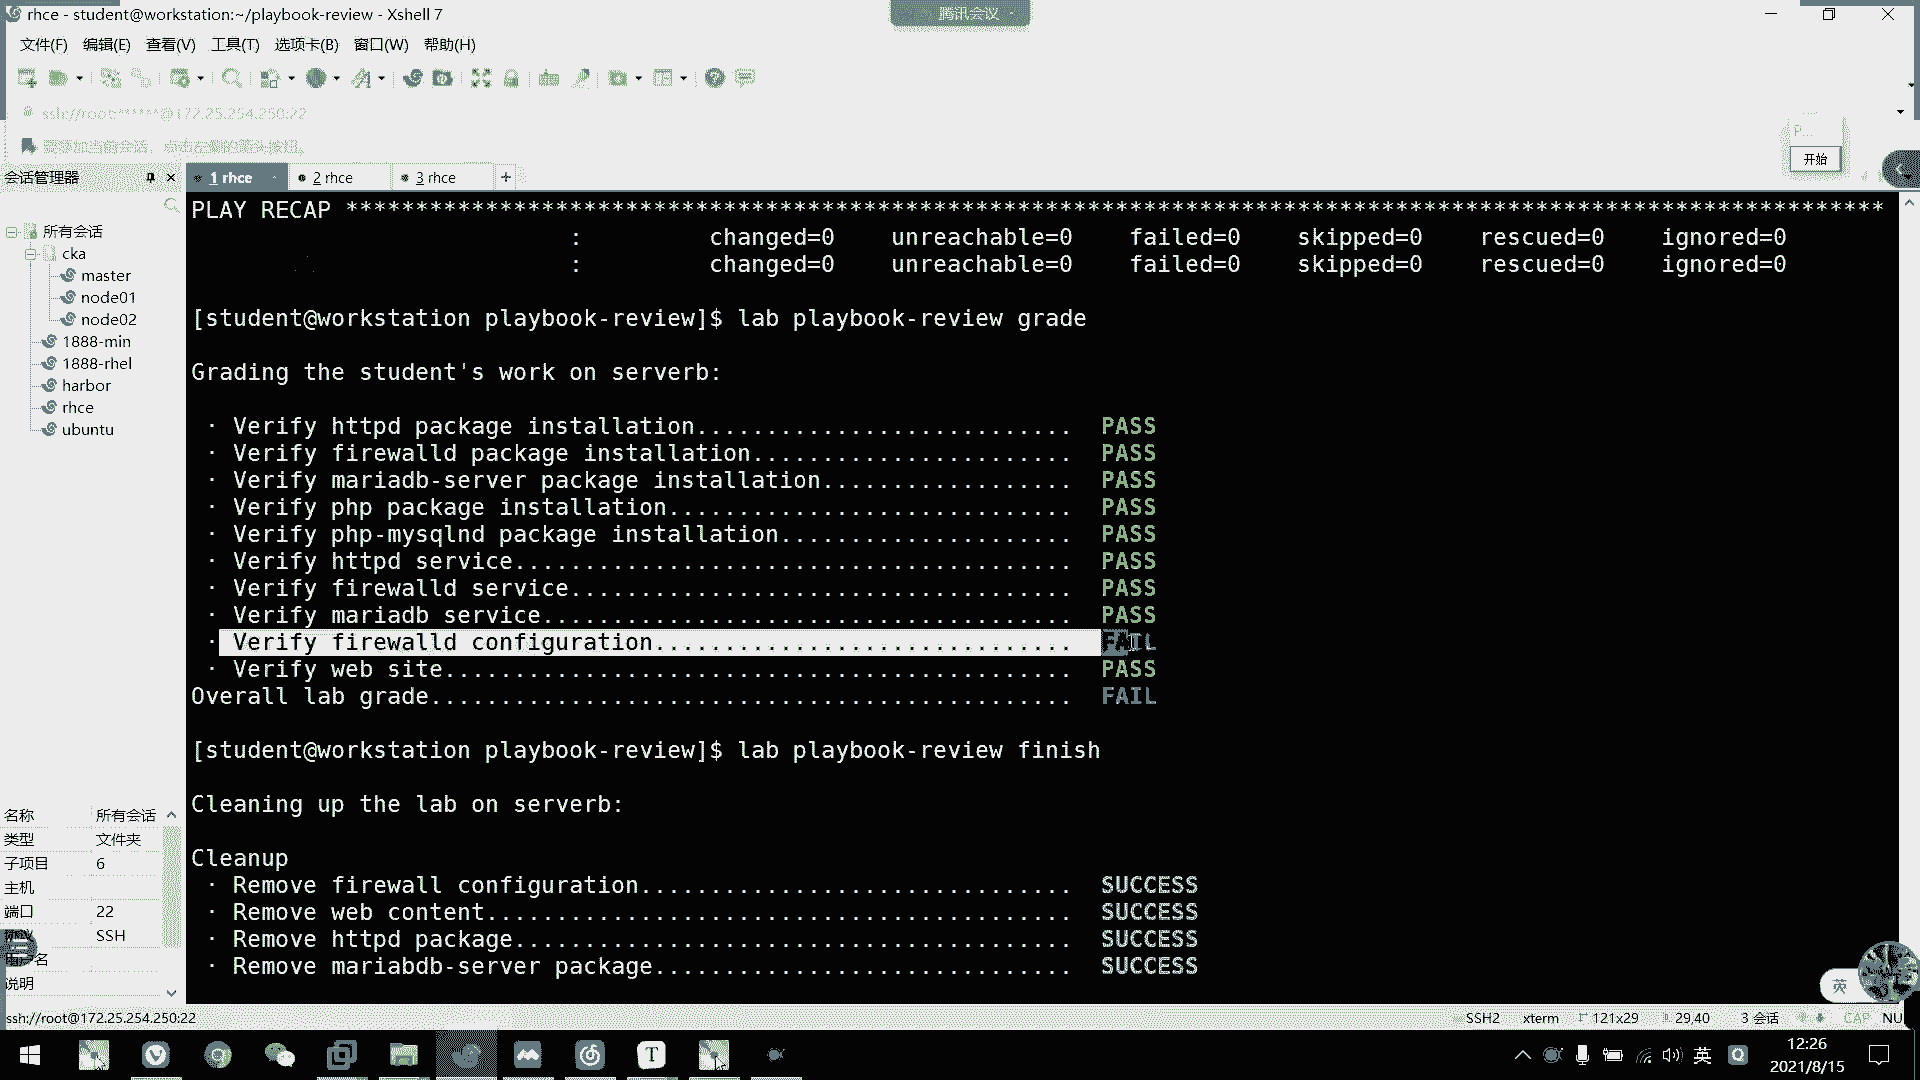 rhce - student@workstation:~/playbook-review - Xshell 7
腾讯会议
文件(F) 编辑(E) 查看(V) 工具(T) 选项卡(B) 窗口(W) 帮助(H)
ssh://root:******@172.25.254.250:22
要添加当前会话，点击左侧的箭头按钮。
P...
开始
会话管理器
1 rhce
2 rhce
3 rhce
+
所有会话
cka
master
node01
node02
1888-min
1888-rhel
harbor
rhce
ubuntu
PLAY RECAP **************************************************************************************************************
: changed=0 unreachable=0 failed=0 skipped=0 rescued=0 ignored=0
: changed=0 unreachable=0 failed=0 skipped=0 rescued=0 ignored=0
[student@workstation playbook-review]$ lab playbook-review grade
Grading the student's work on serverb:
· Verify httpd package installation........................... PASS
· Verify firewalld package installation....................... PASS
· Verify mariadb-server package installation.................. PASS
· Verify php package installation............................. PASS
· Verify php-mysqlnd package installation..................... PASS
· Verify httpd service........................................ PASS
· Verify firewalld service.................................... PASS
· Verify mariadb service...................................... PASS
· Verify firewalld configuration.............................. FAIL
· Verify web site............................................. PASS
Overall lab grade.............................................. FAIL
[student@workstation playbook-review]$ lab playbook-review finish
Cleaning up the lab on serverb:
Cleanup
· Remove firewall configuration............................... SUCCESS
· Remove web content.......................................... SUCCESS
· Remove httpd package........................................ SUCCESS
· Remove mariabdb-server package.............................. SUCCESS
名称 所有会话
类型 文件夹
子项目 6
主机
端口 22
SSH
说明
英
ssh://root@172.25.254.250:22
SSH2 xterm 121x29 29,40 3 会话 CAP NU
英
12:26
2021/8/15